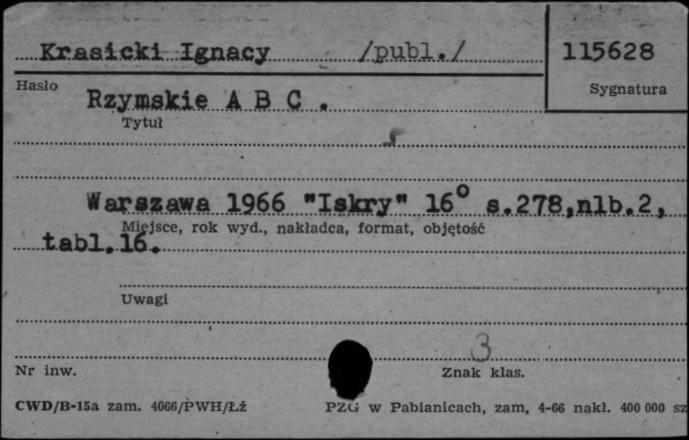 Krasicki Ignacy /publ./
115628
Hasło
Sygnatura
Rzymskie A B C .
Tytuł
Warszawa 1966 "Iskry" 16° s.278,nlb.2,
Miejsce, rok wyd., nakładca, format, objętość
tabl.16.
Uwagi
3
Nr inw.
Znak klas.
CWD/B-15a zam. 4066/PWH/Łź
PZG w Pabianicach, zam, 4-66 nakł. 400 000 sz